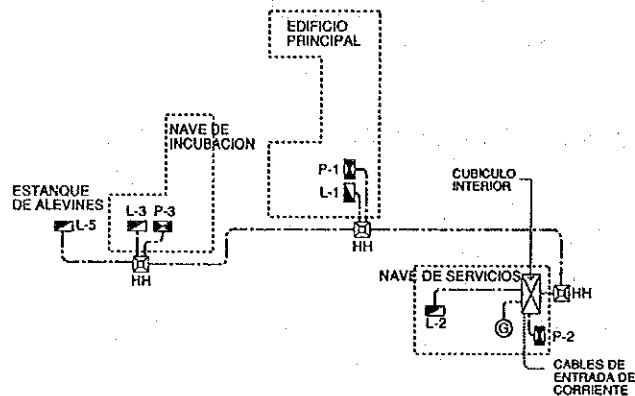 EDIFICIO
PRINCIPAL
NAVE DE
INCUBACION
P-1
L-1
CUBICULO
INTERIOR
ESTANQUE
DE ALEVINES
L-5
L-3 P-3
HH
HH
NAVE DE SERVICIOS
HH
L-2
G
P-2
CABLES DE
ENTRADA DE
CORRIENTE